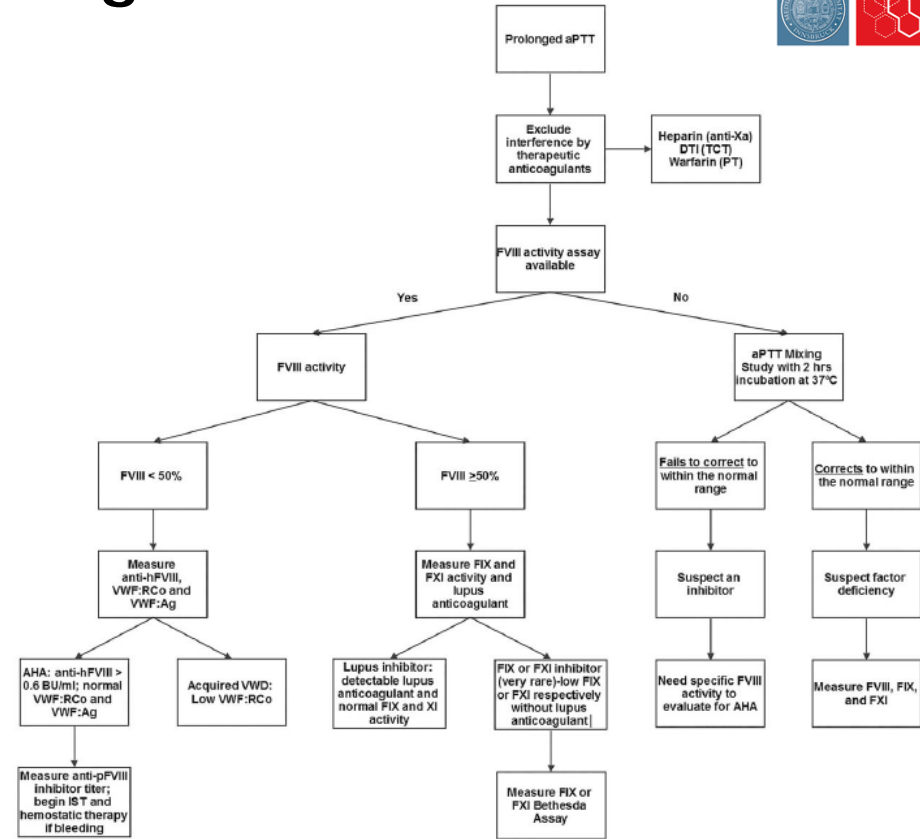 Prolonged aPTT
Exclude
interference by
therapeutic
anticoagulants
Heparin (anti-Xa)
DTI (TCT)
Warfarin (PT)
FVIII activity assay
available
Yes
No
FVIII activity
aPTT Mixing
Study with 2 hrs
incubation at 37ºC
FVIII < 50%
FVIII ≥50%
Fails to correct to
within the normal
range
Corrects to within
the normal range
Measure
anti-hFVIII,
VWF:RCo and
VWF:Ag
Measure FIX and
FXI activity and
lupus
anticoagulant
Suspect an
inhibitor
Suspect factor
deficiency
AHA: anti-hFVIII >
0.6 BU/ml; normal
VWF:RCo and
VWF:Ag
Acquired VWD:
Low VWF:RCo
Lupus inhibitor:
detectable lupus
anticoagulant and
normal FIX and XI
activity
FIX or FXI inhibitor
(very rare)-low FIX
or FXI respectively
without lupus
anticoagulant
Need specific FVIII
activity to
evaluate for AHA
Measure FVIII, FIX,
and FXI
Measure anti-pFVIII
inhibitor titer;
begin IST and
hemostatic therapy
if bleeding
Measure FIX or
FXI Bethesda
Assay